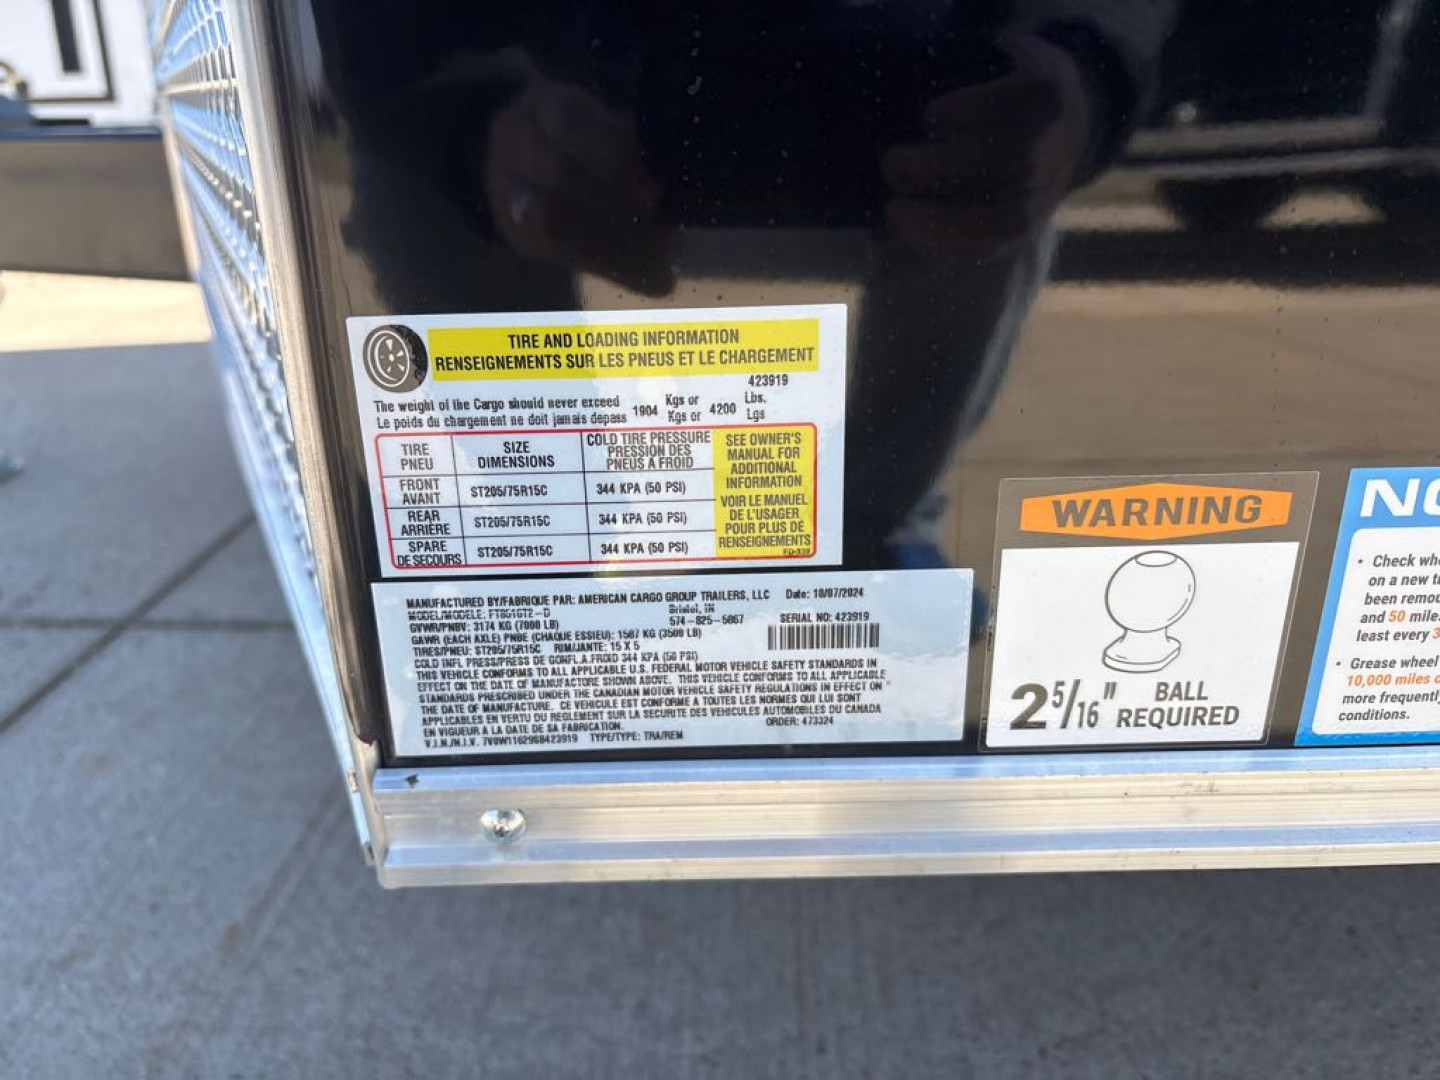 TIRE AND LOADING INFORMATION
RENSEIGNEMENTS SUR LES PNEUS ET LE CHARGEMENT
423919
The weight of the Cargo should never exceed 1904 Kgs or 4200 Lbs.
Le poids du chargement ne doit jamais depass Kgs or Lgs
TIRE
PNEU
SIZE
DIMENSIONS
COLD TIRE PRESSURE
PRESSION DES
PNEUS A FROID
FRONT
AVANT
ST205/75R15C
344 KPA (50 PSI)
REAR
ARRIÈRE
ST205/75R15C
344 KPA (50 PSI)
SPARE
DE SECOURS
ST205/75R15C
344 KPA (50 PSI)
SEE OWNER'S
MANUAL FOR
ADDITIONAL
INFORMATION
VOIR LE MANUEL
DE L'USAGER
POUR PLUS DE
RENSEIGNEMENTS
MANUFACTURED BY/FABRIQUE PAR: AMERICAN CARGO GROUP TRAILERS, LLC Date: 10/07/2024
MODEL/MODELE: Bristol, IN
GVWR/PNBV: 3174 KG (7000 LB) 574-825-5867 SERIAL NO: 423919
GAWR (EACH AXLE) PNBE (CHAQUE ESSIEU): 1587 KG (3500 LB)
TIRES/PNEU: ST205/75R15C RIM/JANTE: 15 X 5
COLD INFL PRESS/PRESS DE GONFL.A.FROID 344 KPA (50 PSI)
THIS VEHICLE CONFORMS TO ALL APPLICABLE U.S. FEDERAL MOTOR VEHICLE SAFETY STANDARDS IN
EFFECT ON THE DATE OF MANUFACTURE SHOWN ABOVE. THIS VEHICLE CONFORMS TO ALL APPLICABLE
STANDARDS PRESCRIBED UNDER THE CANADIAN MOTOR VEHICLE SAFETY REGULATIONS IN EFFECT ON
THE DATE OF MANUFACTURE. CE VEHICULE EST CONFORME A TOUTES LES NORMES QUI LUI SONT
APPLICABLES EN VERTU DU REGLEMENT SUR LA SECURITE DES VEHICULES AUTOMOBILES DU CANADA
EN VIGUEUR A LA DATE DE SA FABRICATION. ORDER: 473324
V.I.N./N.I.V. TYPE/TYPE: TRA/REM
WARNING
2 5/16" BALL
REQUIRED
• Check
on a new
been
and 50
least every
• Grease wheel
10,000 miles
more frequently
conditions.